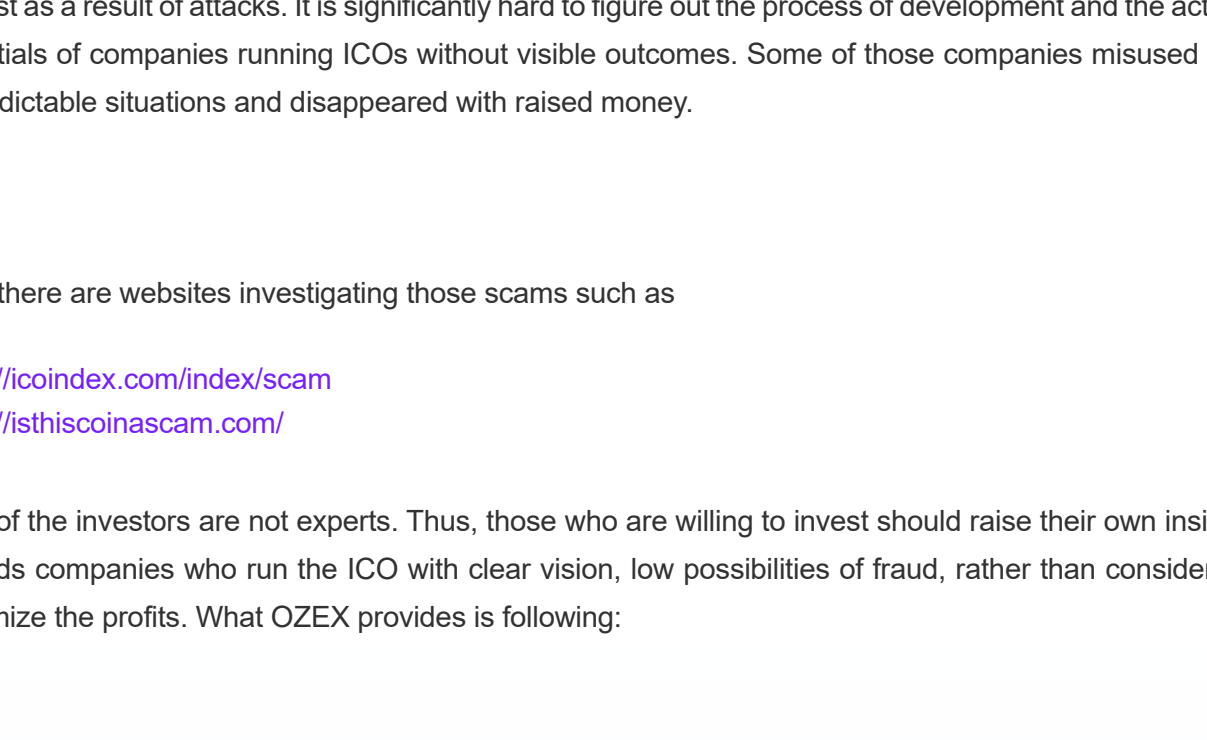 st as a result of attacks. It is significantly hard to figure out the process of development and the act
tials of companies running ICOs without visible outcomes. Some of those companies misused
dictable situations and disappeared with raised money.
there are websites investigating those scams such as
//icoindex.com/index/scam
//isthiscoinascam.com/
of the investors are not experts. Thus, those who are willing to invest should raise their own insi
ds companies who run the ICO with clear vision, low possibilities of fraud, rather than consider
mize the profits. What OZEX provides is following: